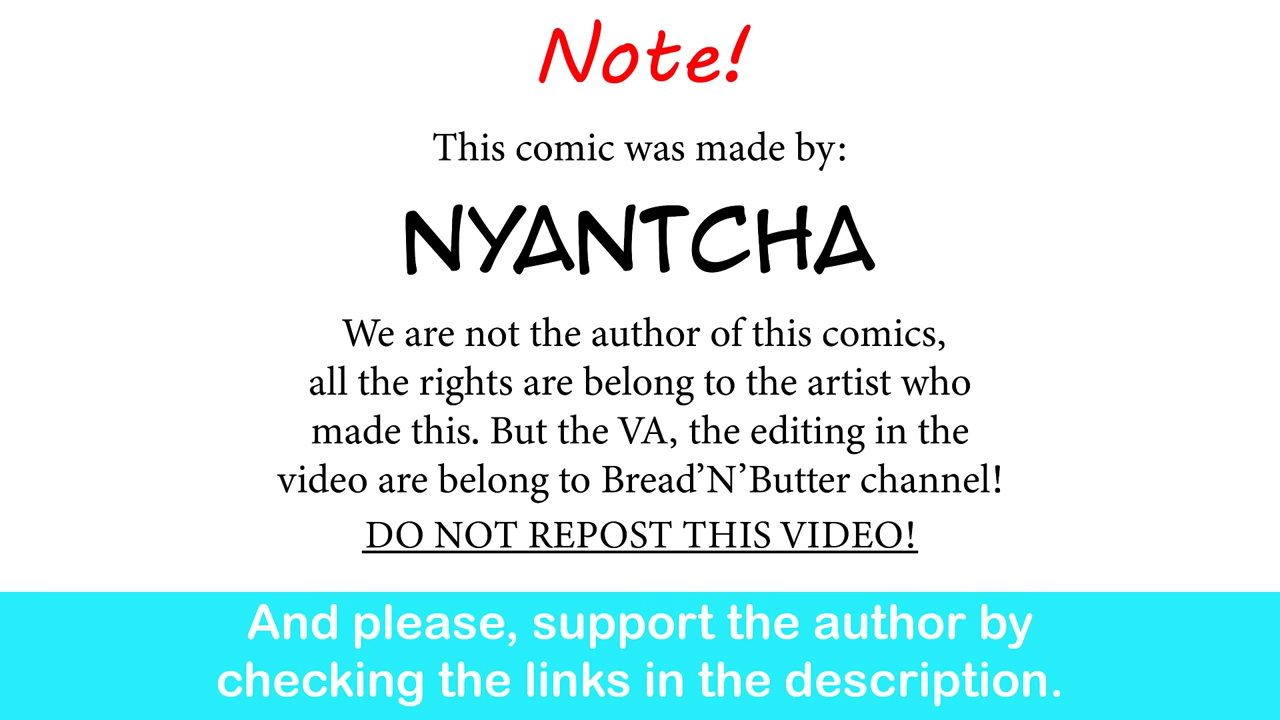 Note!
This comic was made by:
NYANTCHA
We are not the author of this comics,
all the rights are belong to the artist who
made this. But the VA, the editing in the
video are belong to Bread’N’Butter channel!
DO NOT REPOST THIS VIDEO!
And please, support the author by
checking the links in the description.